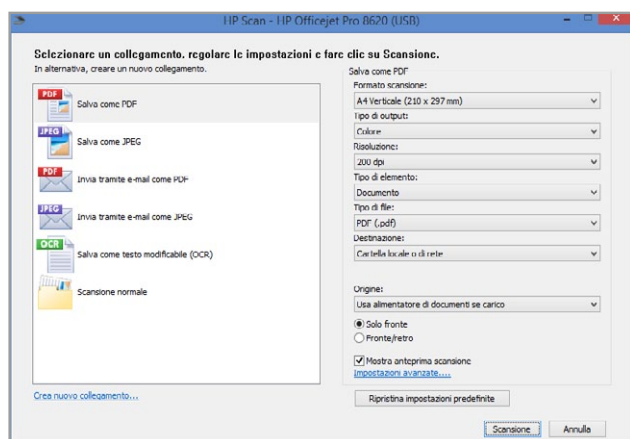 HP Scan - HP Officejet Pro 8620 (USB)
Selezionare un collegamento, regolare le impostazioni e fare clic su Scansione.
In alternativa, creare un nuovo collegamento.
PDF
Salva come PDF
JPEG
Salva come JPEG
PDF
Invia tramite e-mail come PDF
JPEG
Invia tramite e-mail come JPEG
OCR
Salva come testo modificabile (OCR)
Scansione normale
Crea nuovo collegamento...
Salva come PDF
Formato scansione:
A4 Verticale (210 x 297 mm)
Tipo di output:
Colore
Risoluzione:
200 dpi
Tipo di elemento:
Documento
Tipo di file:
PDF (.pdf)
Destinazione:
Cartella locale o di rete
Origine:
Usa alimentatore di documenti se carico
Solo fronte
Fronte/retro
Mostra anteprima scansione
Impostazioni avanzate....
Ripristina impostazioni predefinite
Scansione
Annulla